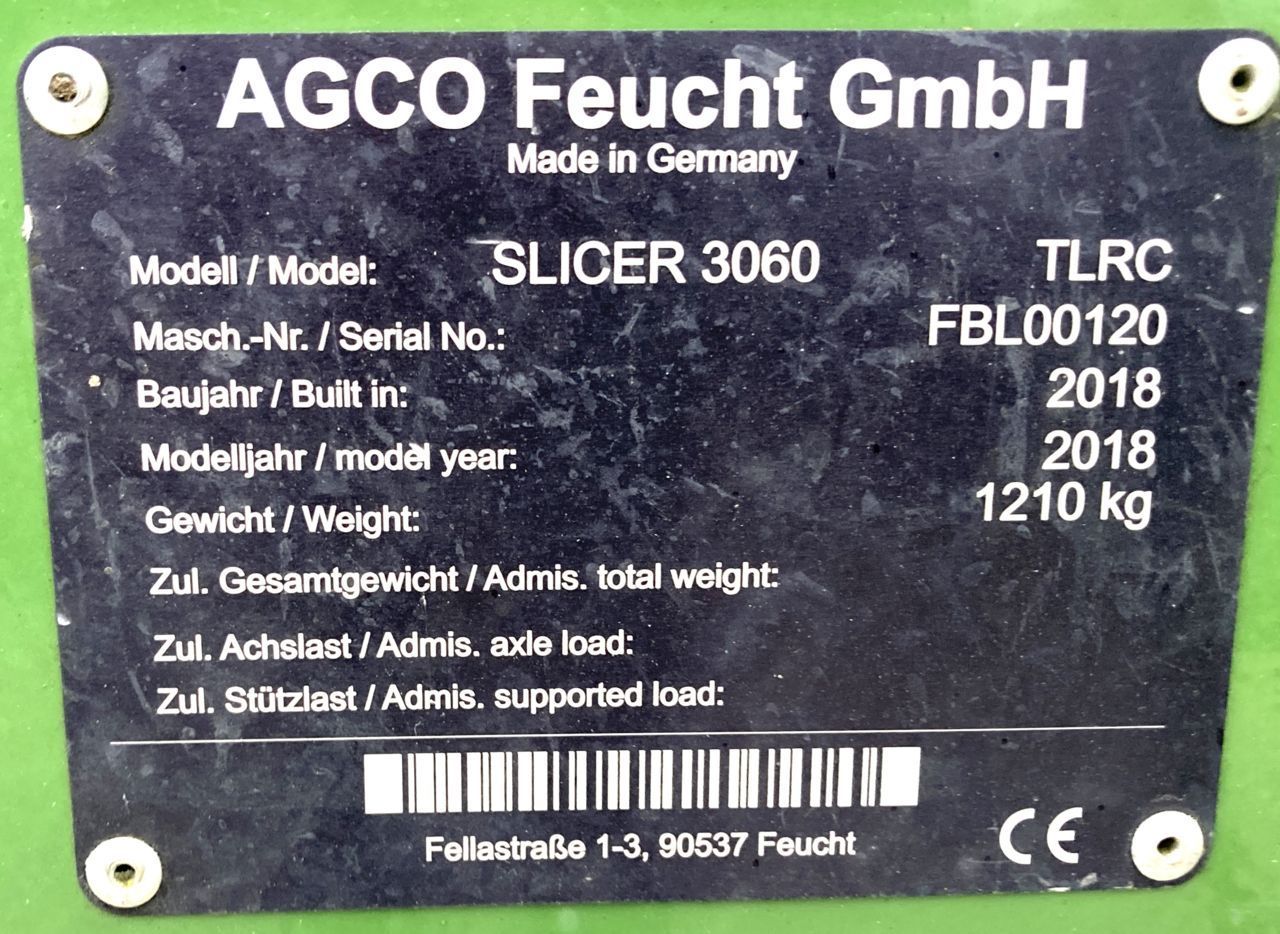 AGCO Feucht GmbH
Made in Germany
Modell / Model: SLICER 3060 TLRC
Masch.-Nr. / Serial No.: FBL00120
Baujahr / Built in: 2018
Modelljahr / model year: 2018
Gewicht / Weight: 1210 kg
Zul. Gesamtgewicht / Admis. total weight:
Zul. Achslast / Admis. axle load:
Zul. Stützlast / Admis. supported load:
Fellastraße 1-3, 90537 Feucht
CE